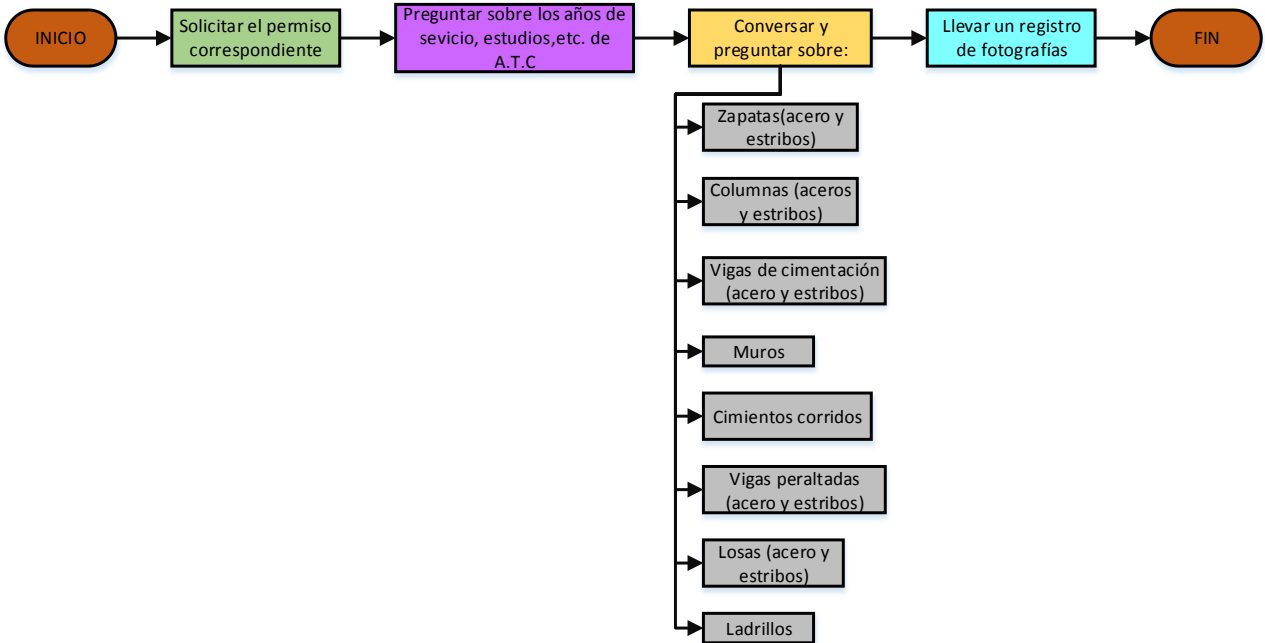 INICIO
Solicitar el permiso
correspondiente
Preguntar sobre los años de
sevicio, estudios,etc. de
A.T.C
Conversar y
preguntar sobre:
Llevar un registro
de fotografías
FIN
Zapatas(acero y
estribos)
Columnas (aceros
y estribos)
Vigas de cimentación
(acero y estribos)
Muros
Cimientos corridos
Vigas peraltadas
(acero y estribos)
Losas (acero y
estribos)
Ladrillos